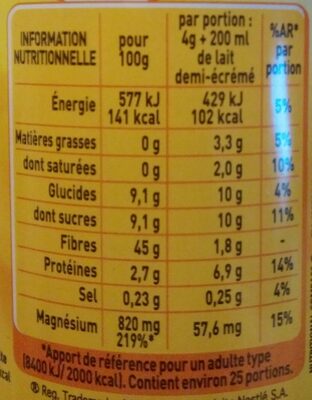 INFORMATION NUTRITIONNELLE pour 100g par portion : 4g + 200 ml de lait demi-écrémé %AR* par portion
Énergie 577 kJ 141 kcal 429 kJ 102 kcal 5%
Matières grasses 0 g 3,3 g 5%
dont saturées 0 g 2,0 g 10%
Glucides 9,1 g 10 g 4%
dont sucres 9,1 g 10 g 11%
Fibres 45 g 1,8 g -
Protéines 2,7 g 6,9 g 14%
Sel 0,23 g 0,25 g 4%
Magnésium 820 mg 219%* 57,6 mg 15%
*Apport de référence pour un adulte type
(8400 kJ/2000 kcal). Contient environ 25 portions.
® Reg. Nestlé S.A.